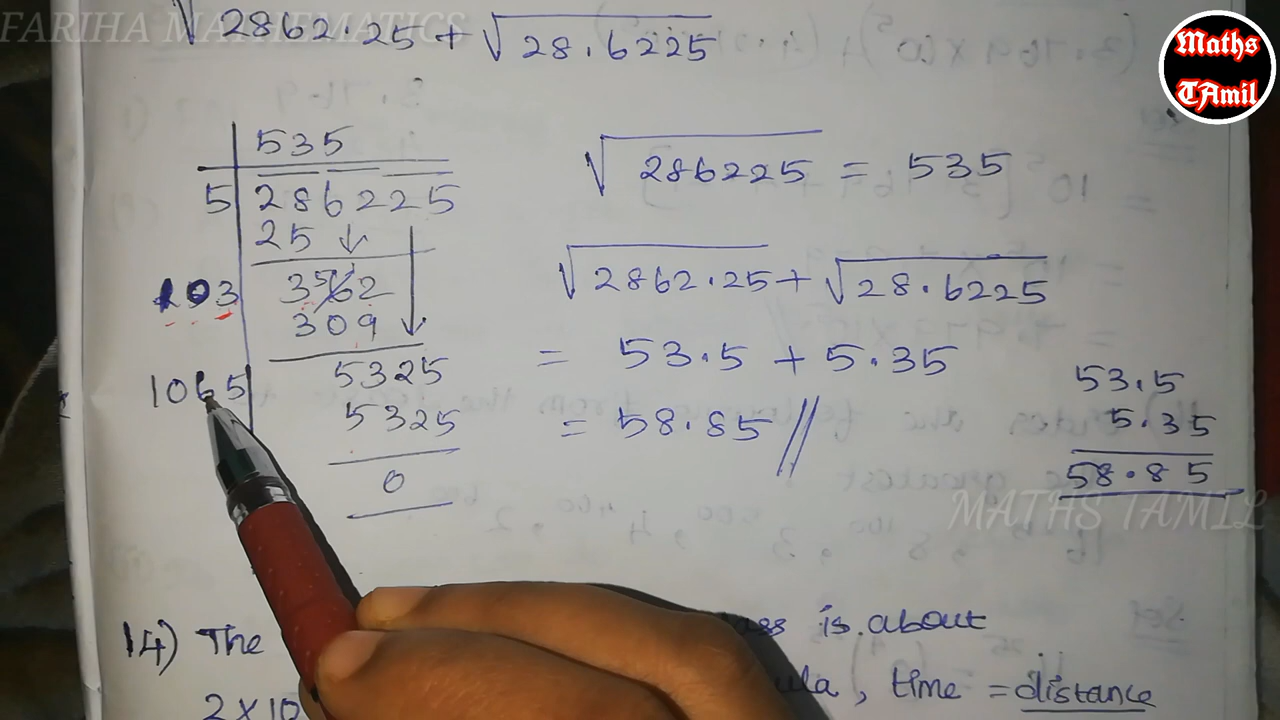 FARIHA MATHEMATICS
Maths
TAmil
√2862.25 + √28.6225
535
5 286225
25
103 3562
309
1065 5325
5325
0
√286225 = 535
√2862.25 + √28.6225
= 53.5 + 5.35
= 58.85 //
53.5
5.35
58.85
MATHS TAMIL
14) The is about
, time = distance
2 × 10